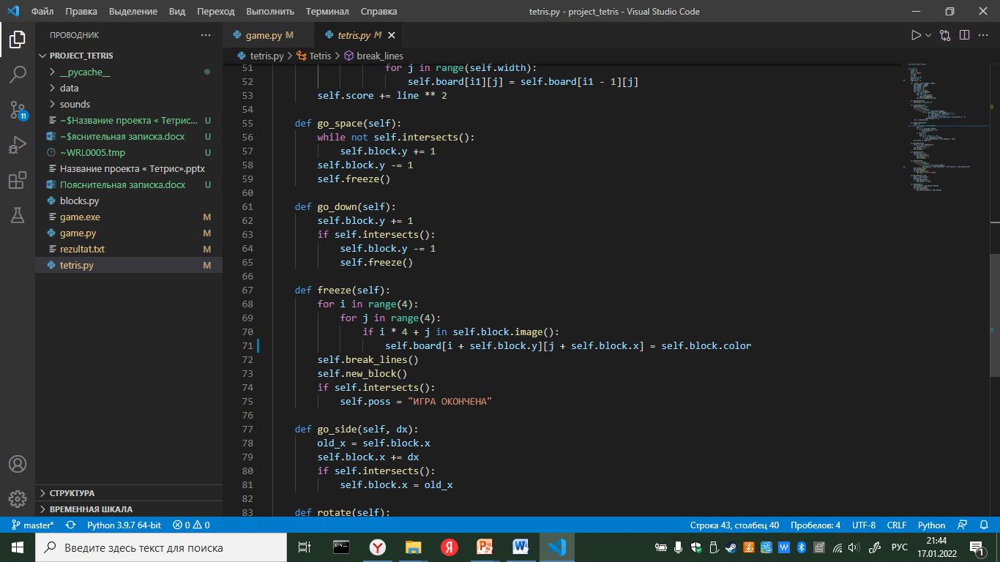 Файл Правка Выделение Вид Переход Выполнить Терминал Справка tetris.py - project_tetris - Visual Studio Code
ПРОВОДНИК
game.py M
tetris.py M
tetris.py > Tetris > break_lines
PROJECT_TETRIS
__pycache__
data
sounds
~$Название проекта « Тетрис... U
~$яснительная записка.docx U
~WRL0005.tmp U
Название проекта « Тетрис».pptx
Пояснительная записка.docx U
blocks.py
game.exe M
game.py M
rezultat.txt M
tetris.py M
СТРУКТУРА
ВРЕМЕННАЯ ШКАЛА
11
51 for j in range(self.width):
52 self.board[i1][j] = self.board[i1 - 1][j]
53 self.score += line ** 2
54
55 def go_space(self):
56 while not self.intersects():
57 self.block.y += 1
58 self.block.y -= 1
59 self.freeze()
60
61 def go_down(self):
62 self.block.y += 1
63 if self.intersects():
64 self.block.y -= 1
65 self.freeze()
66
67 def freeze(self):
68 for i in range(4):
69 for j in range(4):
70 if i * 4 + j in self.block.image():
71 self.board[i + self.block.y][j + self.block.x] = self.block.color
72 self.break_lines()
73 self.new_block()
74 if self.intersects():
75 self.poss = "ИГРА ОКОНЧЕНА"
76
77 def go_side(self, dx):
78 old_x = self.block.x
79 self.block.x += dx
80 if self.intersects():
81 self.block.x = old_x
82
83 def rotate(self):
master* Python 3.9.7 64-bit 0 0 Строка 43, столбец 40 Пробелов: 4 UTF-8 CRLF Python
Введите здесь текст для поиска
РУС
21:44
17.01.2022
1